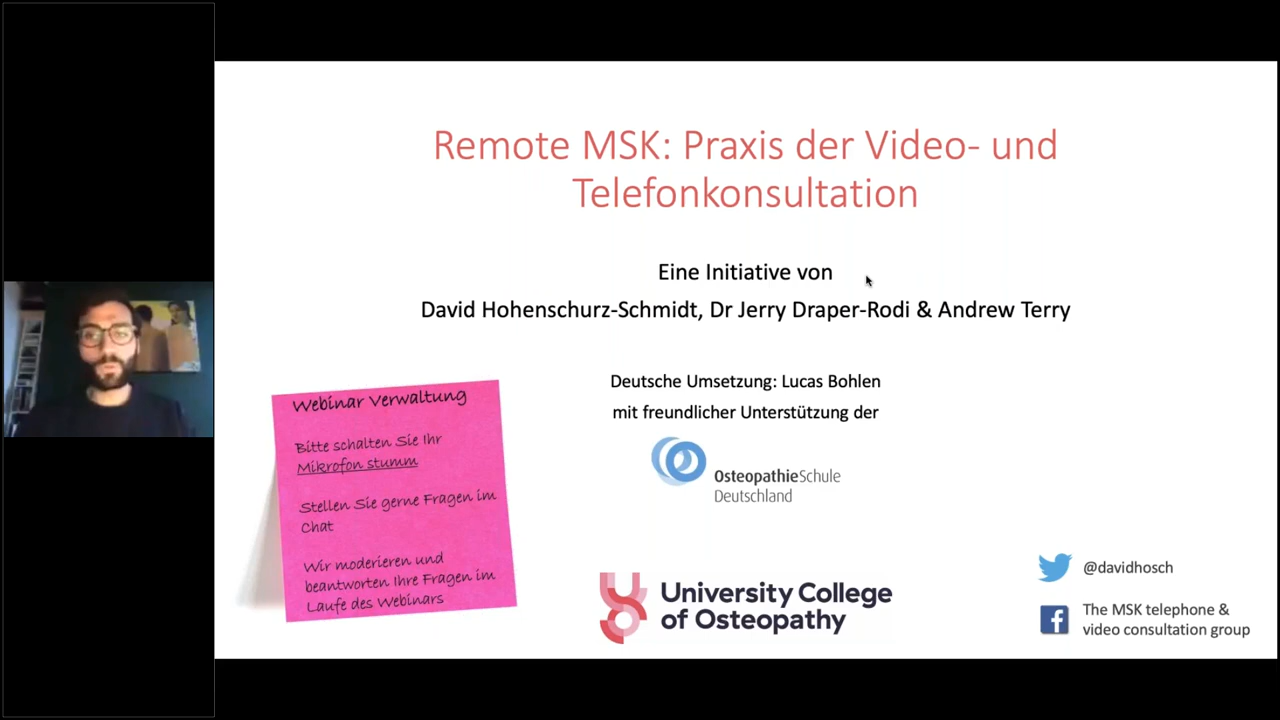 Remote MSK: Praxis der Video- und
Telefonkonsultation
Eine Initiative von
David Hohenschurz-Schmidt, Dr Jerry Draper-Rodi & Andrew Terry
Deutsche Umsetzung: Lucas Bohlen
mit freundlicher Unterstützung der
OsteopathieSchule
Deutschland
Webinar Verwaltung
Bitte schalten Sie Ihr
Mikrofon stumm
Stellen Sie gerne Fragen im
Chat
Wir moderieren und
beantworten Ihre Fragen im
Laufe des Webinars
University College
of Osteopathy
@davidhosch
The MSK telephone &
video consultation group